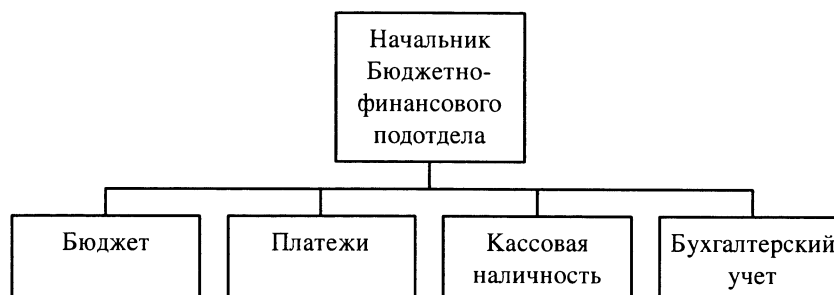 Начальник
Бюджетно-
финансового
подотдела
Бюджет
Платежи
Кассовая
наличность
Бухгалтерский
учет